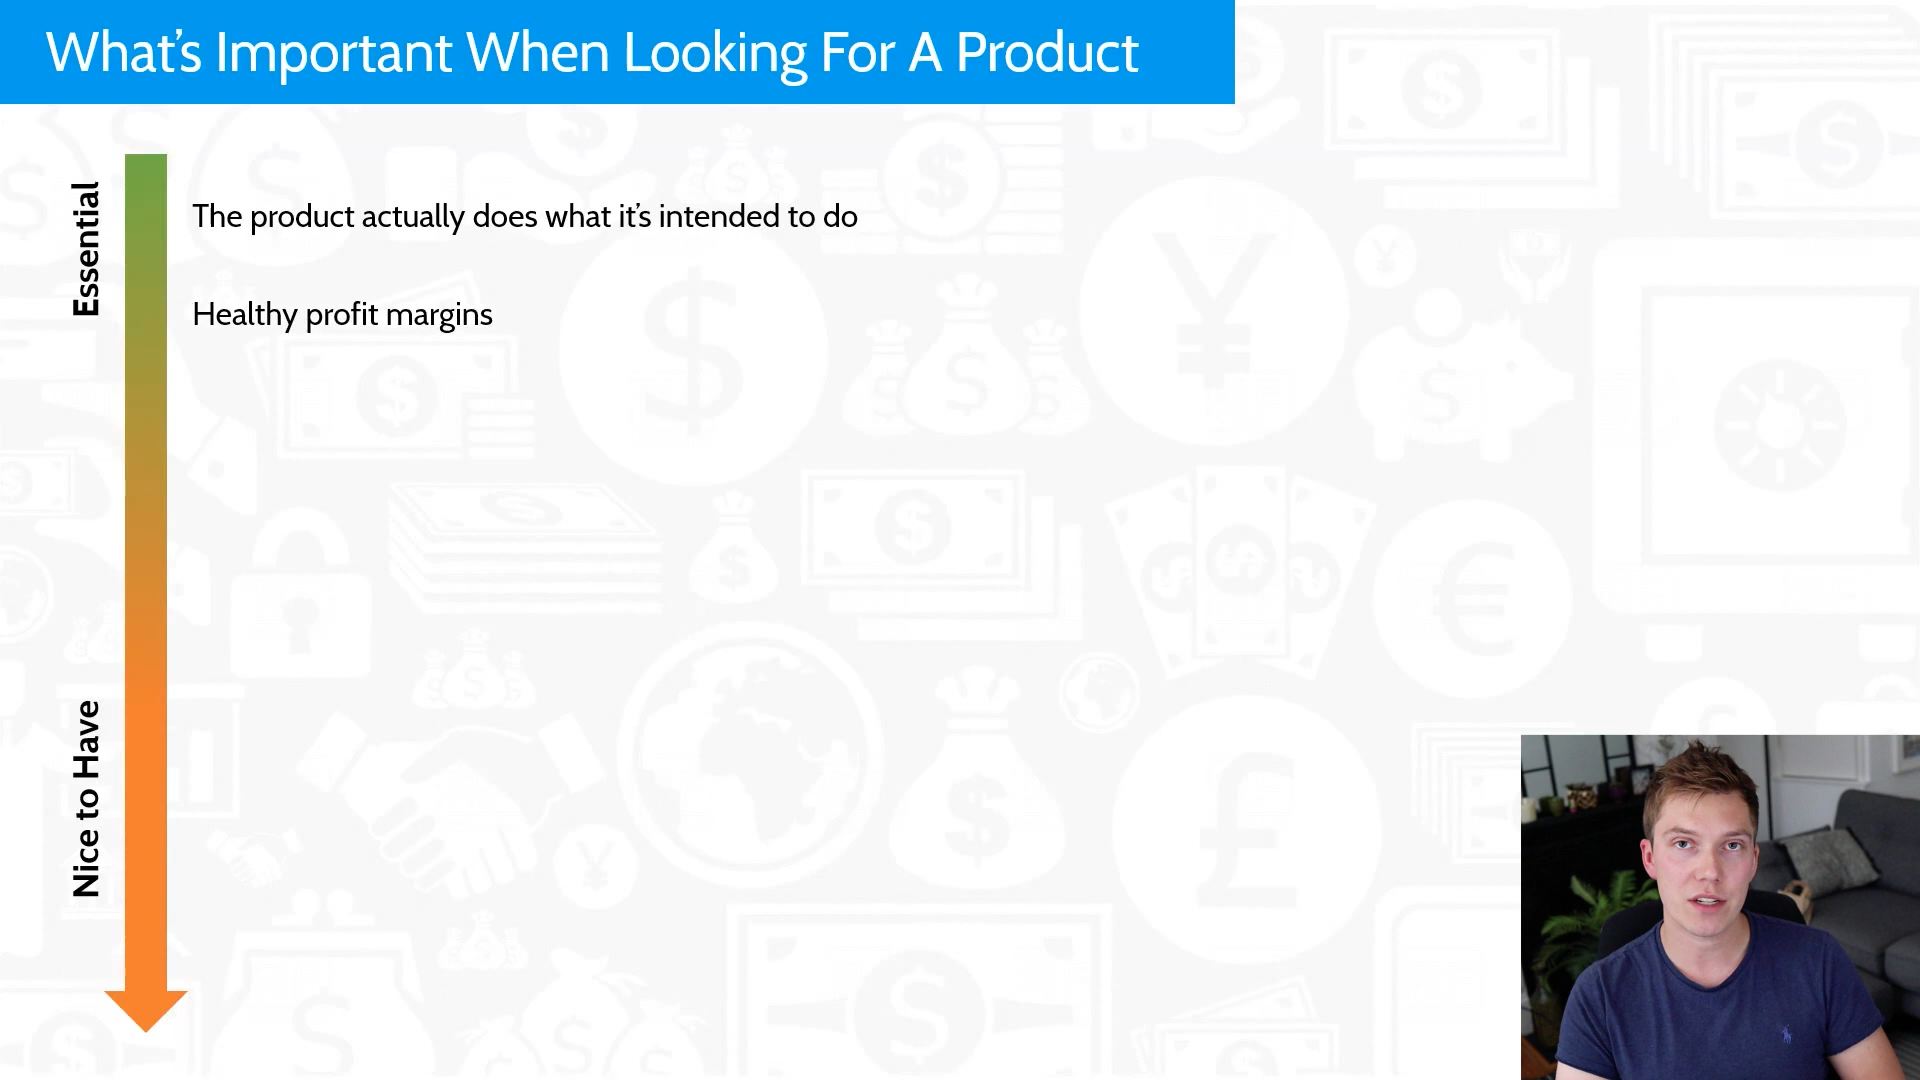 What's Important When Looking For A Product
Essential
The product actually does what it's intended to do
Healthy profit margins
Nice to Have